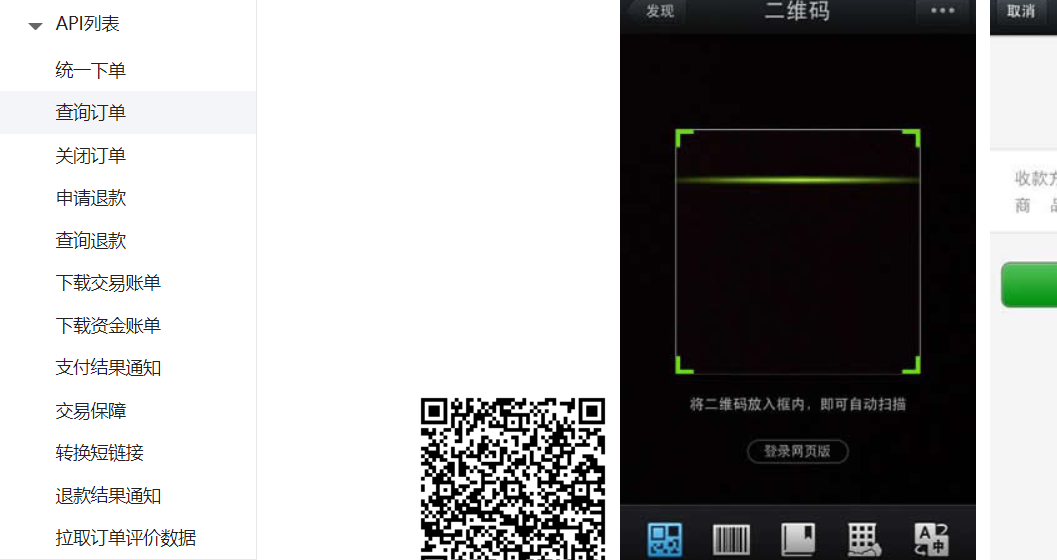 API列表
统一下单
查询订单
关闭订单
申请退款
查询退款
下载交易账单
下载资金账单
支付结果通知
交易保障
转换短链接
退款结果通知
拉取订单评价数据
发现
二维码
将二维码放入框内，即可自动扫描
登录网页版
A
中
取消
收款方
商 品